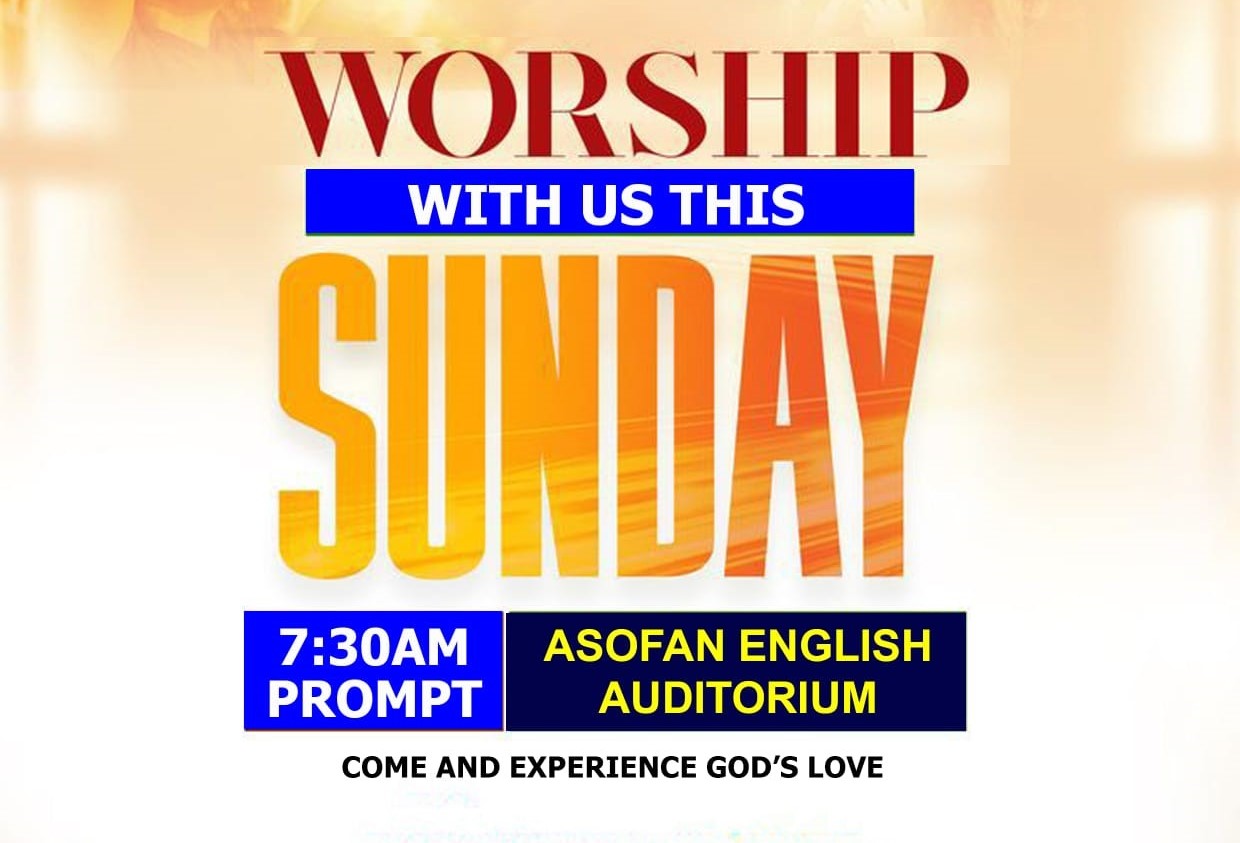 WORSHIP
WITH US THIS
SUNDAY
7:30AM
PROMPT
ASOFAN ENGLISH
AUDITORIUM
COME AND EXPERIENCE GOD’S LOVE